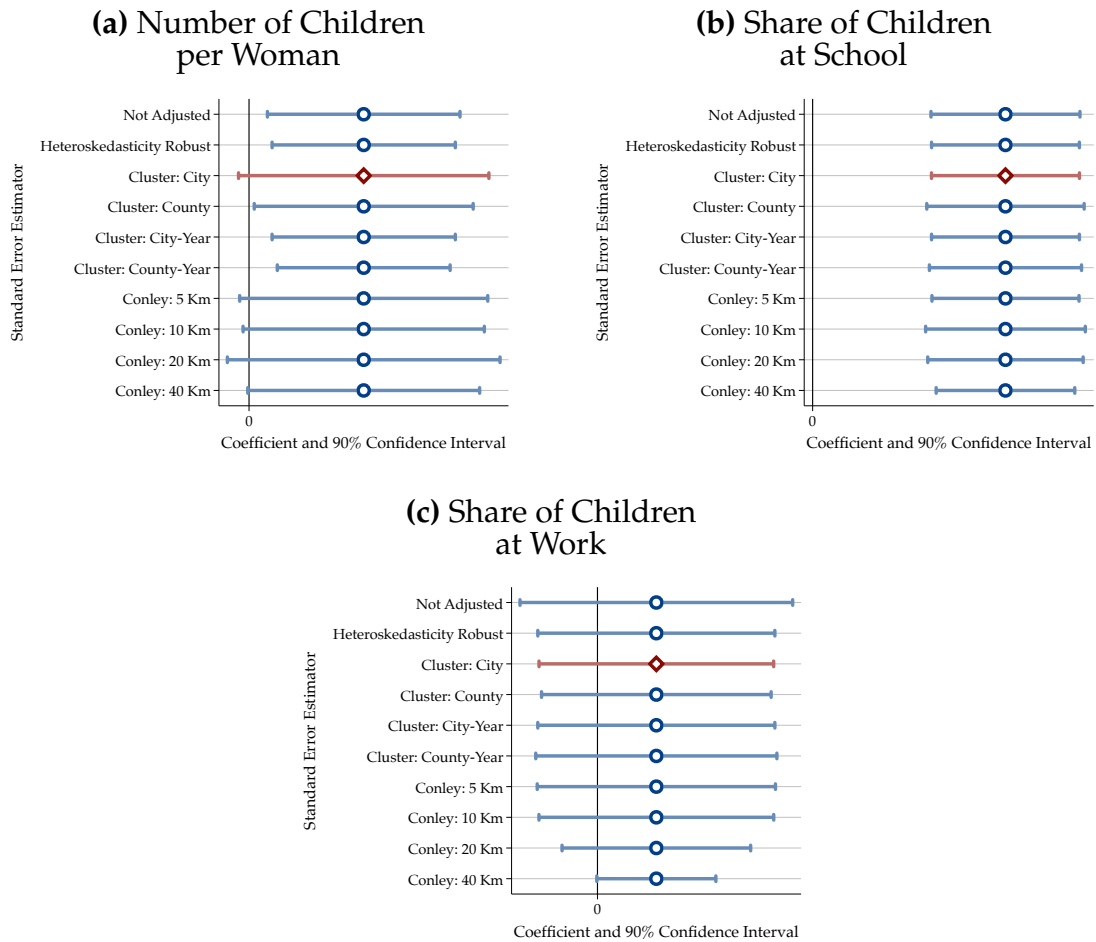 (a) Number of Children
per Woman
Standard Error Estimator
Not Adjusted
Heteroskedasticity Robust
Cluster: City
Cluster: County
Cluster: City-Year
Cluster: County-Year
Conley: 5 Km
Conley: 10 Km
Conley: 20 Km
Conley: 40 Km
0
Coefficient and 90% Confidence Interval
(b) Share of Children
at School
Standard Error Estimator
Not Adjusted
Heteroskedasticity Robust
Cluster: City
Cluster: County
Cluster: City-Year
Cluster: County-Year
Conley: 5 Km
Conley: 10 Km
Conley: 20 Km
Conley: 40 Km
0
Coefficient and 90% Confidence Interval
(c) Share of Children
at Work
Standard Error Estimator
Not Adjusted
Heteroskedasticity Robust
Cluster: City
Cluster: County
Cluster: City-Year
Cluster: County-Year
Conley: 5 Km
Conley: 10 Km
Conley: 20 Km
Conley: 40 Km
0
Coefficient and 90% Confidence Interval